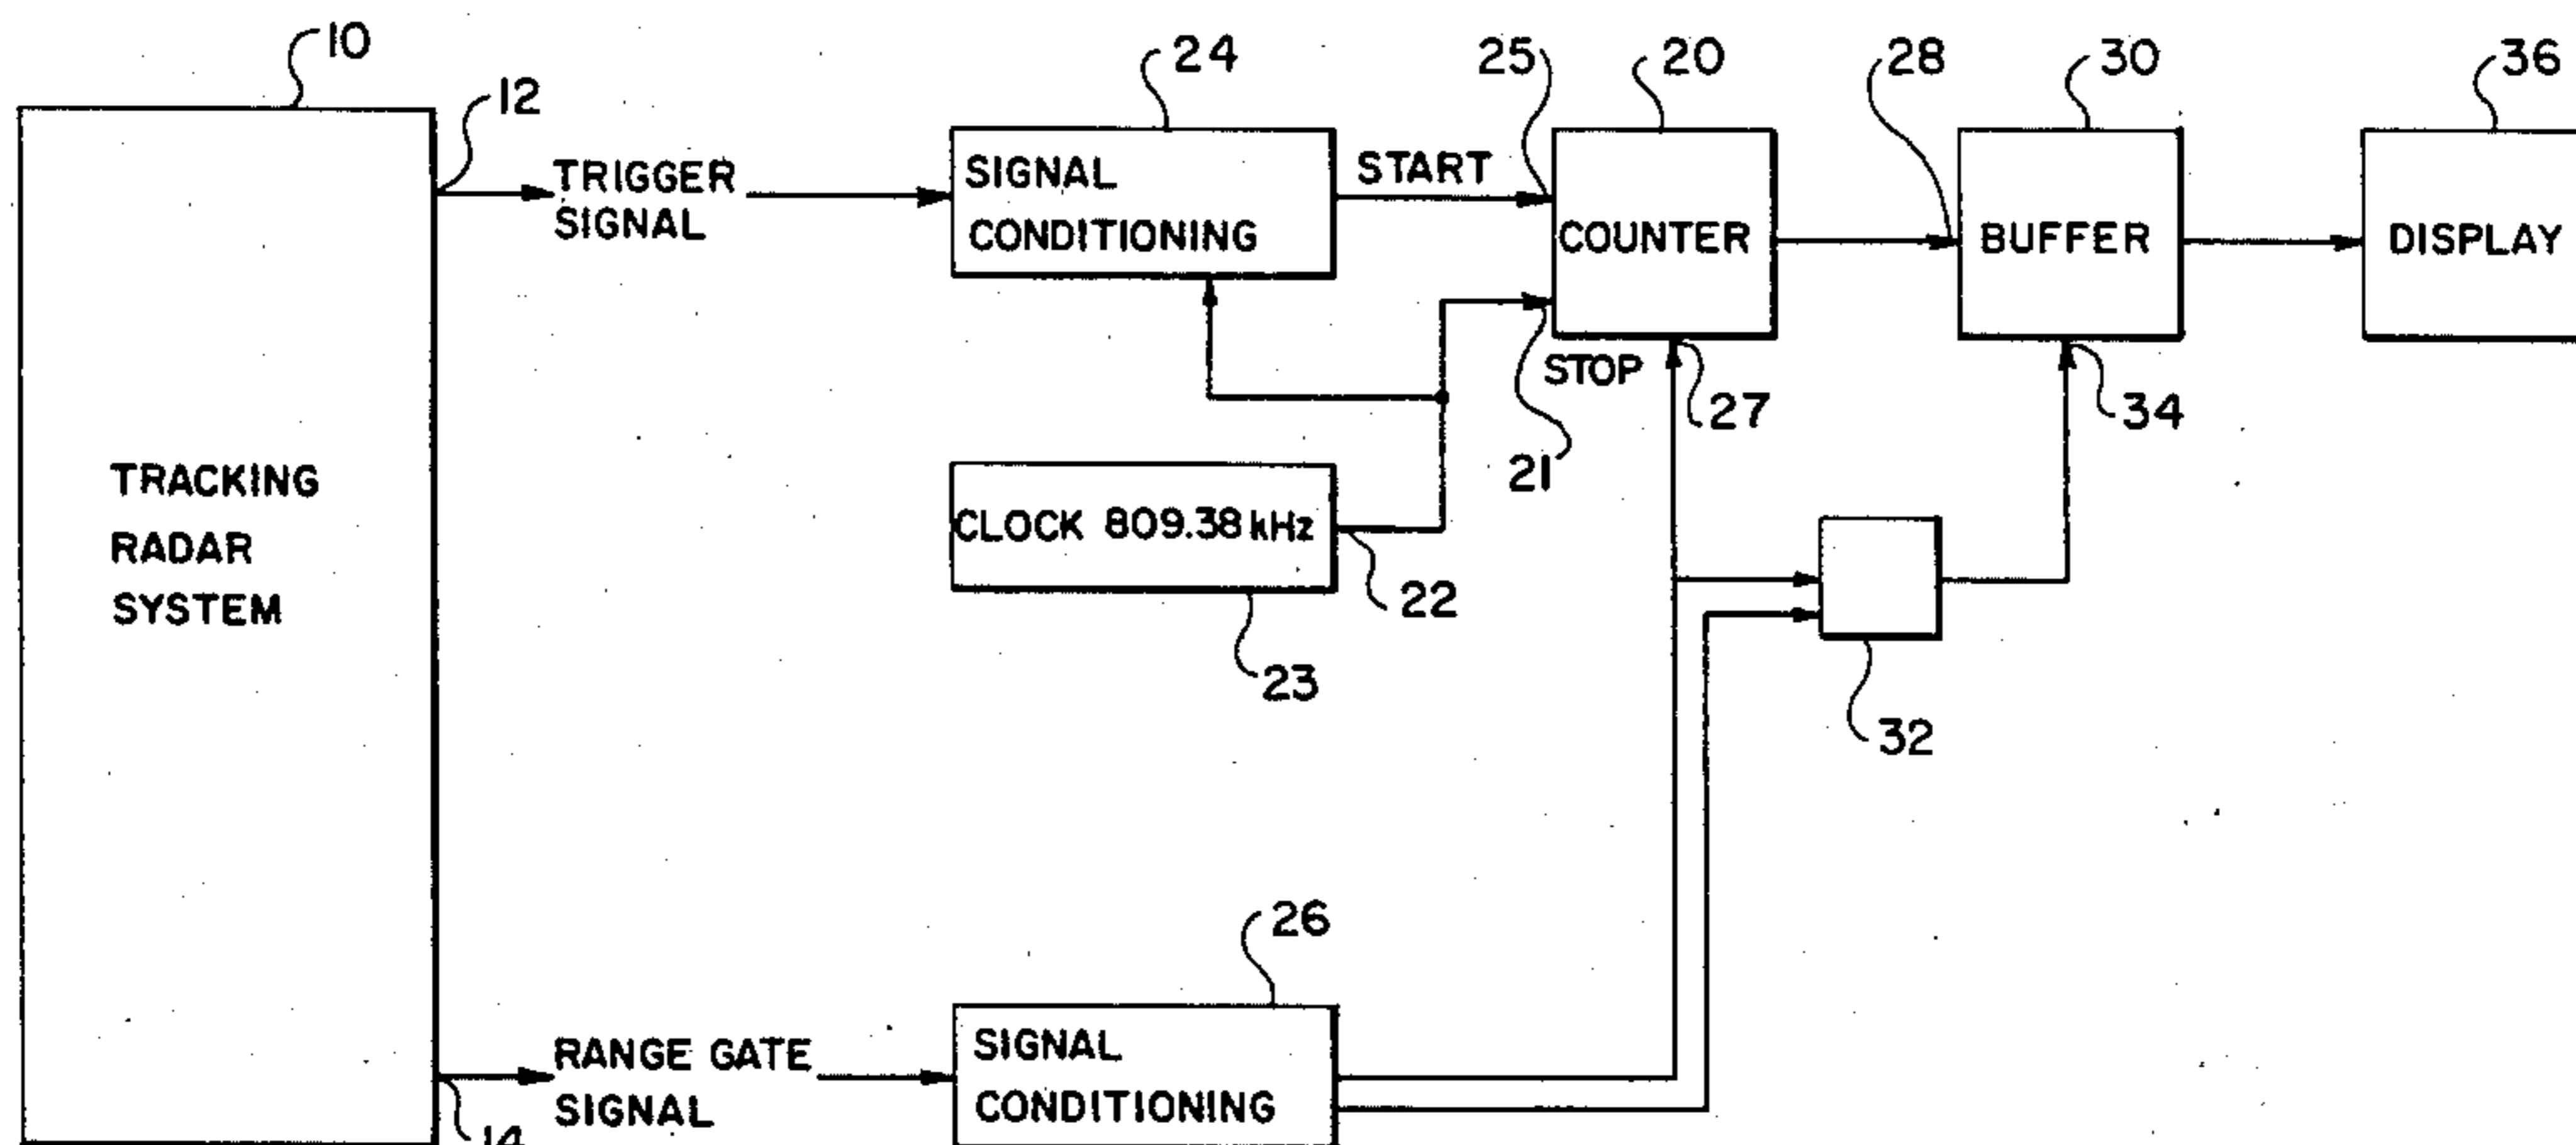 10
12
24
25
20
28
30
36
TRIGGER
SIGNAL
SIGNAL
CONDITIONING
START
COUNTER
BUFFER
DISPLAY
STOP
27
34
21
TRACKING
RADAR
SYSTEM
CLOCK 809.38 kHz
22
23
32
26
RANGE GATE
SIGNAL
SIGNAL
CONDITIONING
14